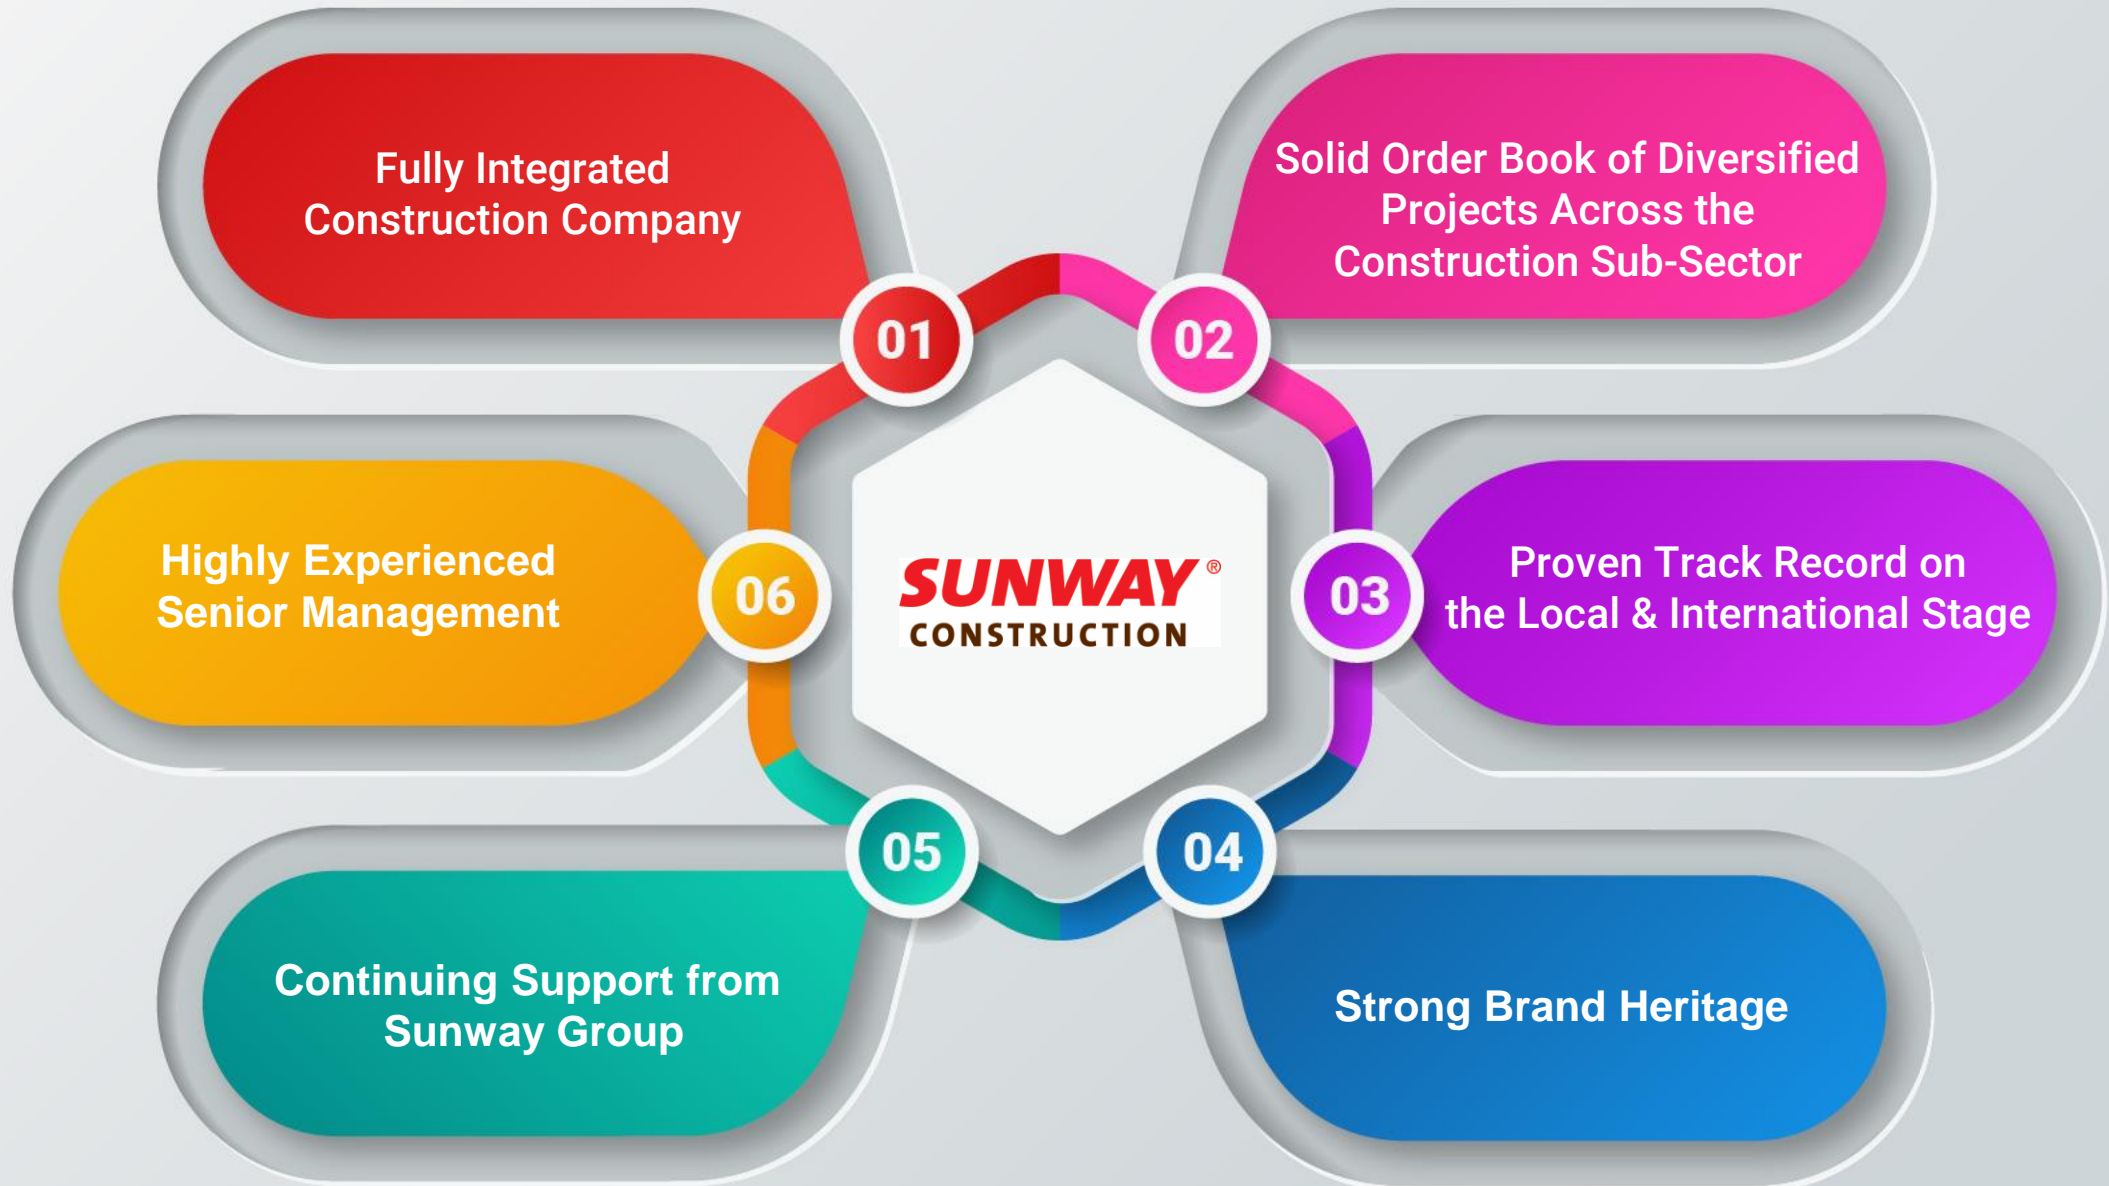 Fully Integrated
Construction Company
01
Solid Order Book of Diversified
Projects Across the
Construction Sub-Sector
02
Proven Track Record on
the Local & International Stage
03
Strong Brand Heritage
04
Continuing Support from
Sunway Group
05
Highly Experienced
Senior Management
06
SUNWAY®
CONSTRUCTION